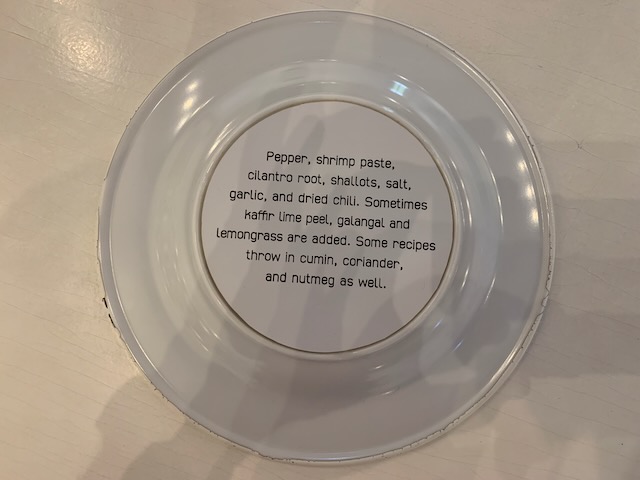 Pepper, shrimp paste,
cilantro root, shallots, salt,
garlic, and dried chili. Sometimes
kaffir lime peel, galangal and
lemongrass are added. Some recipes
throw in cumin, coriander,
and nutmeg as well.